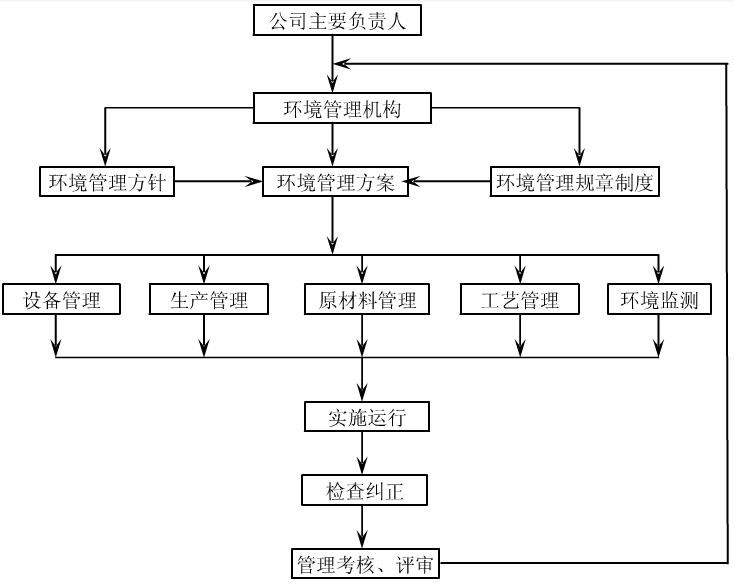 公司主要负责人
环境管理机构
环境管理方针
环境管理方案
环境管理规章制度
设备管理
生产管理
原材料管理
工艺管理
环境监测
实施运行
检查纠正
管理考核、评审